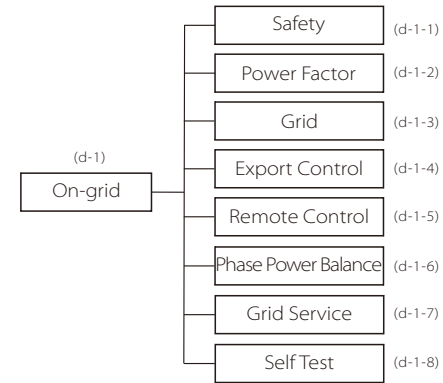 Safety (d-1-1)
Power Factor (d-1-2)
Grid (d-1-3)
(d-1)
Export Control (d-1-4)
On-grid
Remote Control (d-1-5)
Phase Power Balance (d-1-6)
Grid Service (d-1-7)
Self Test (d-1-8)